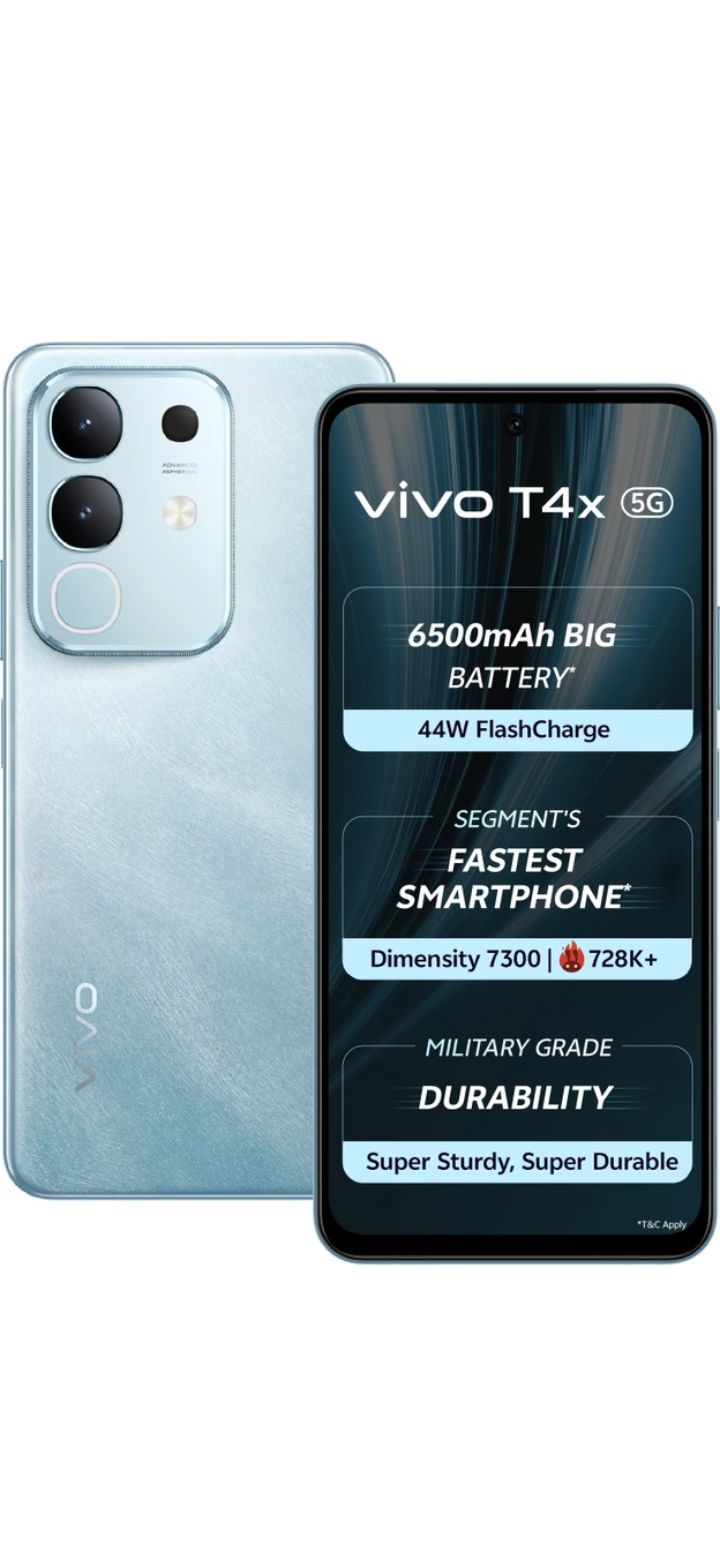 ADVANCED
ASPHERICAL
vivo
vivo T4x 5G
6500mAh BIG
BATTERY*
44W FlashCharge
SEGMENT'S
FASTEST
SMARTPHONE*
Dimensity 7300 | 728K+
MILITARY GRADE
DURABILITY
Super Sturdy, Super Durable
*T&C Apply